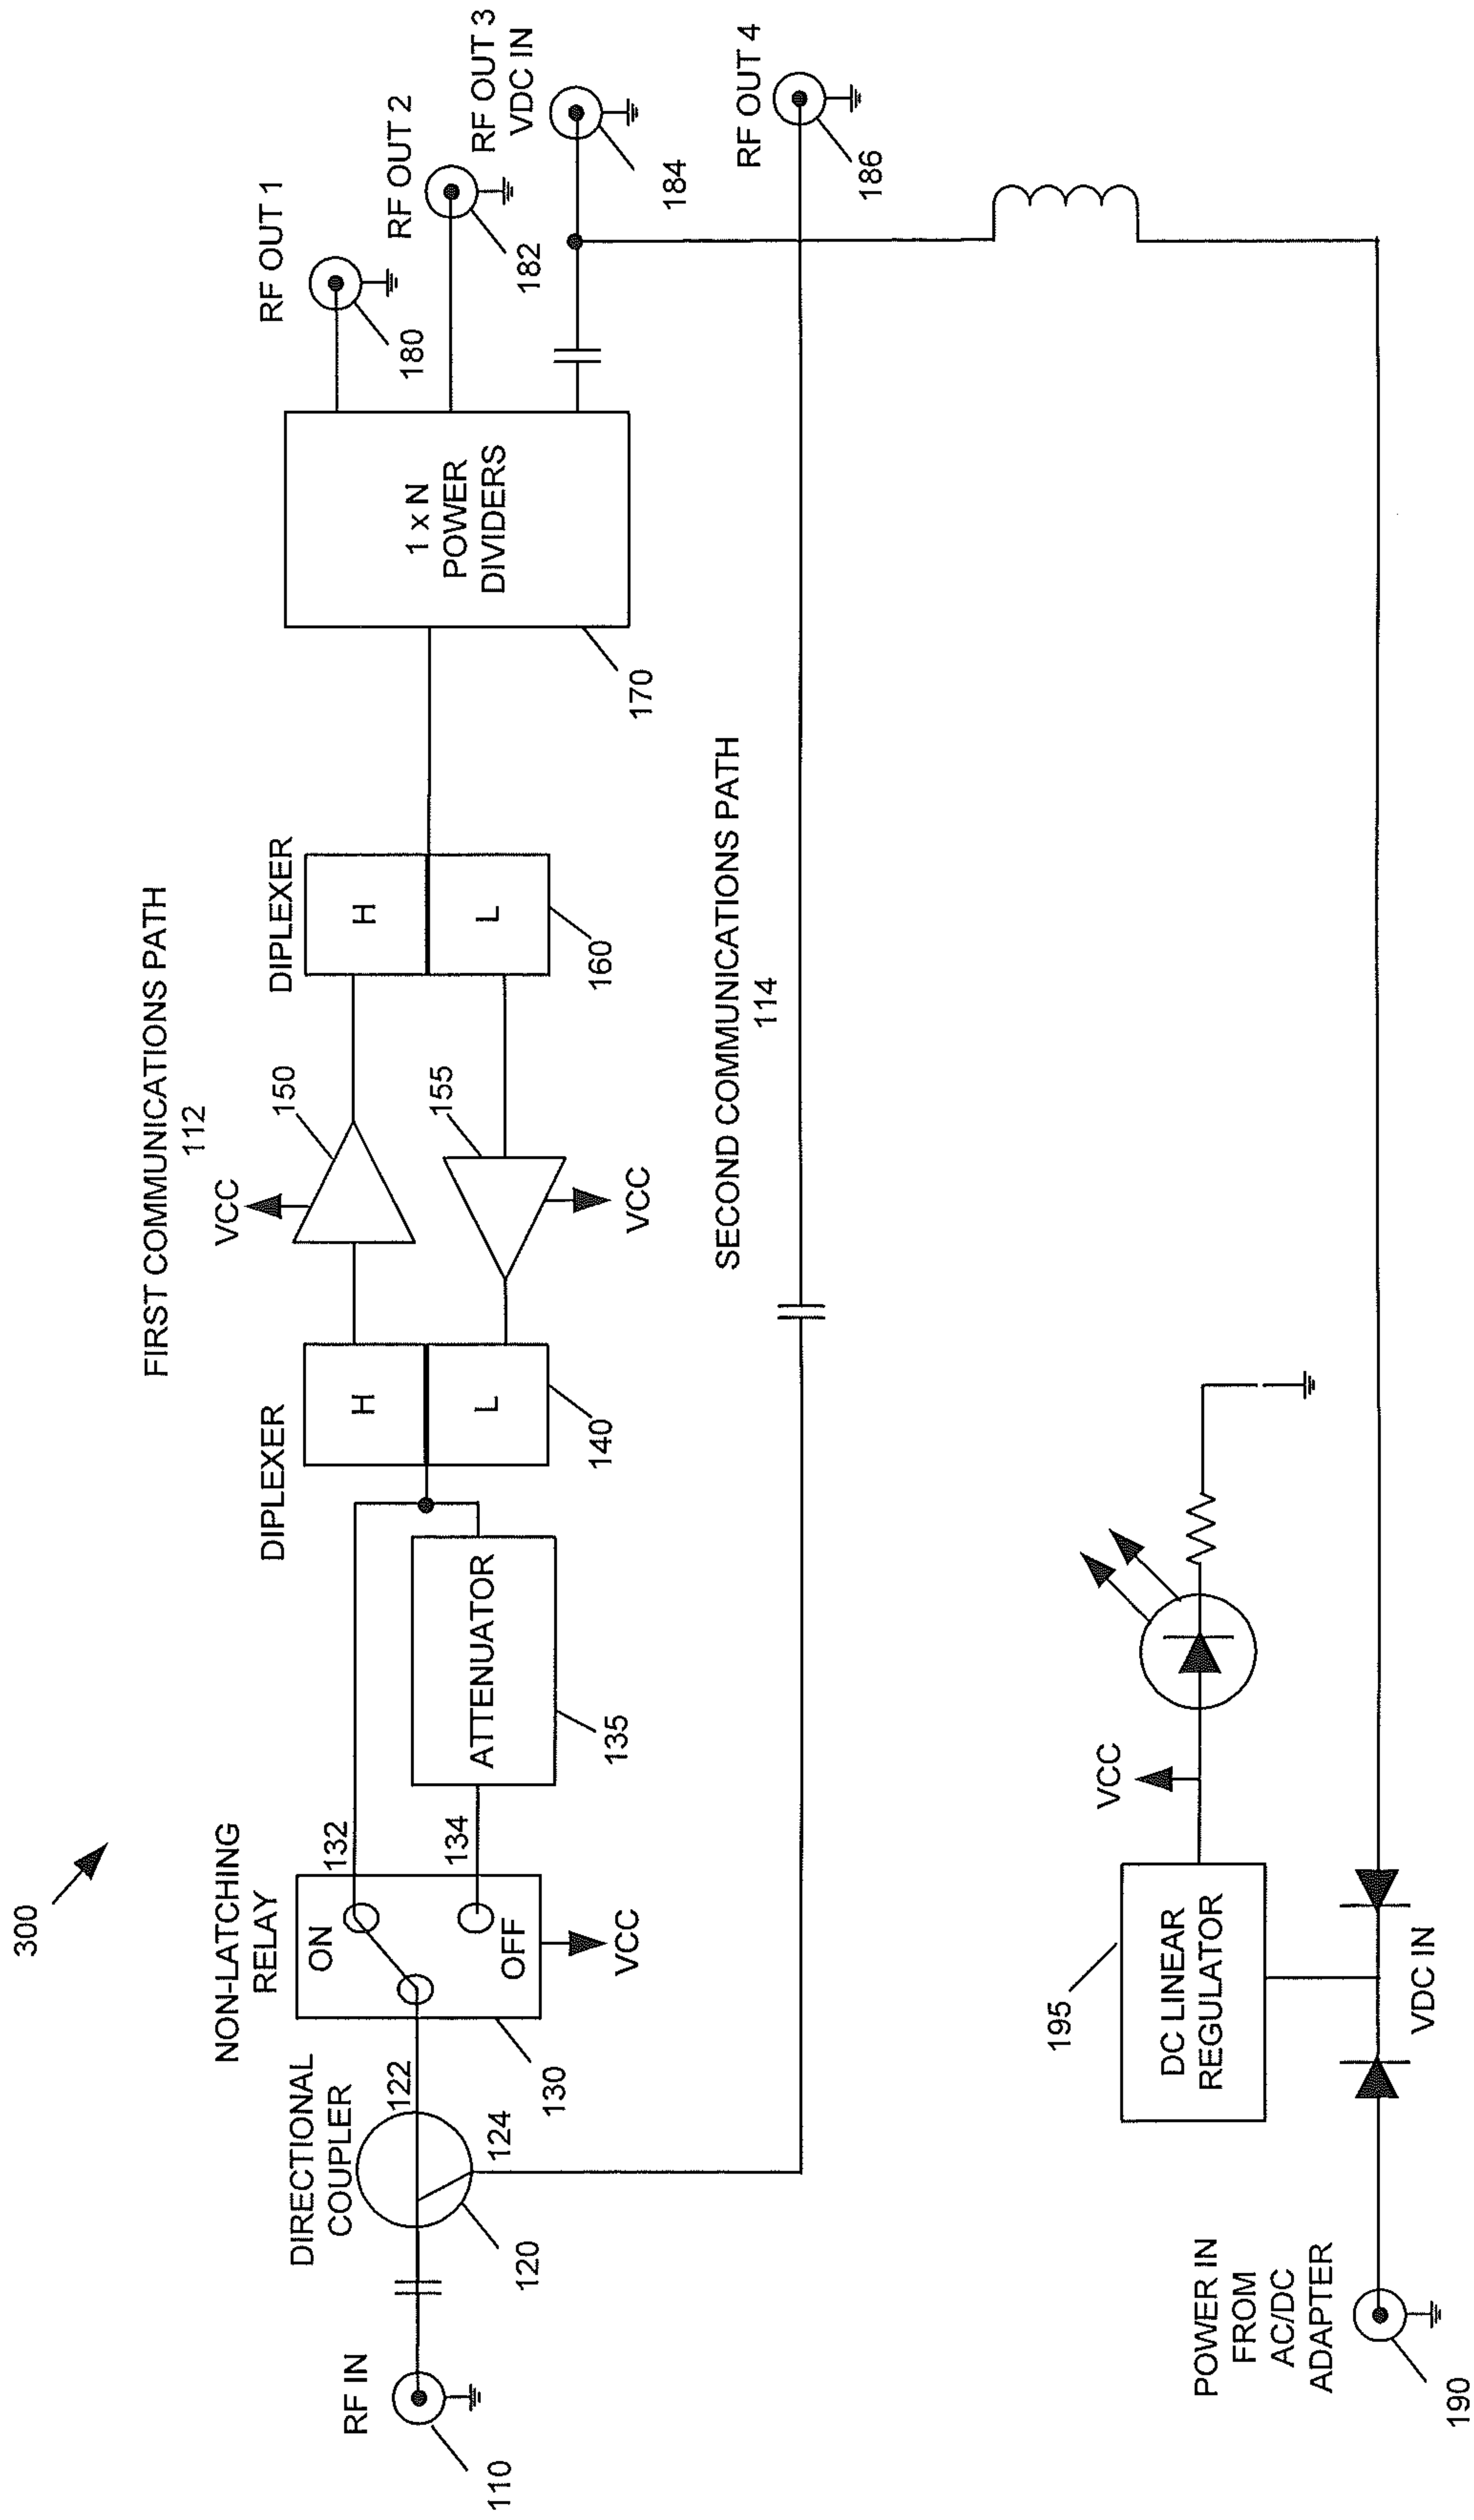 300
FIRST COMMUNICATIONS PATH
112
RF IN
110
DIRECTIONAL
COUPLER
120
122
124
NON-LATCHING
RELAY
ON
OFF
130
VCC
132
134
ATTENUATOR
135
DIPLEXER
H
L
140
VCC
150
155
VCC
DIPLEXER
H
L
160
1 x N
POWER
DIVIDERS
170
RF OUT 1
180
RF OUT 2
182
RF OUT 3
VDC IN
184
RF OUT 4
186
SECOND COMMUNICATIONS PATH
114
POWER IN
FROM
AC/DC
ADAPTER
190
195
DC LINEAR
REGULATOR
VCC
VDC IN